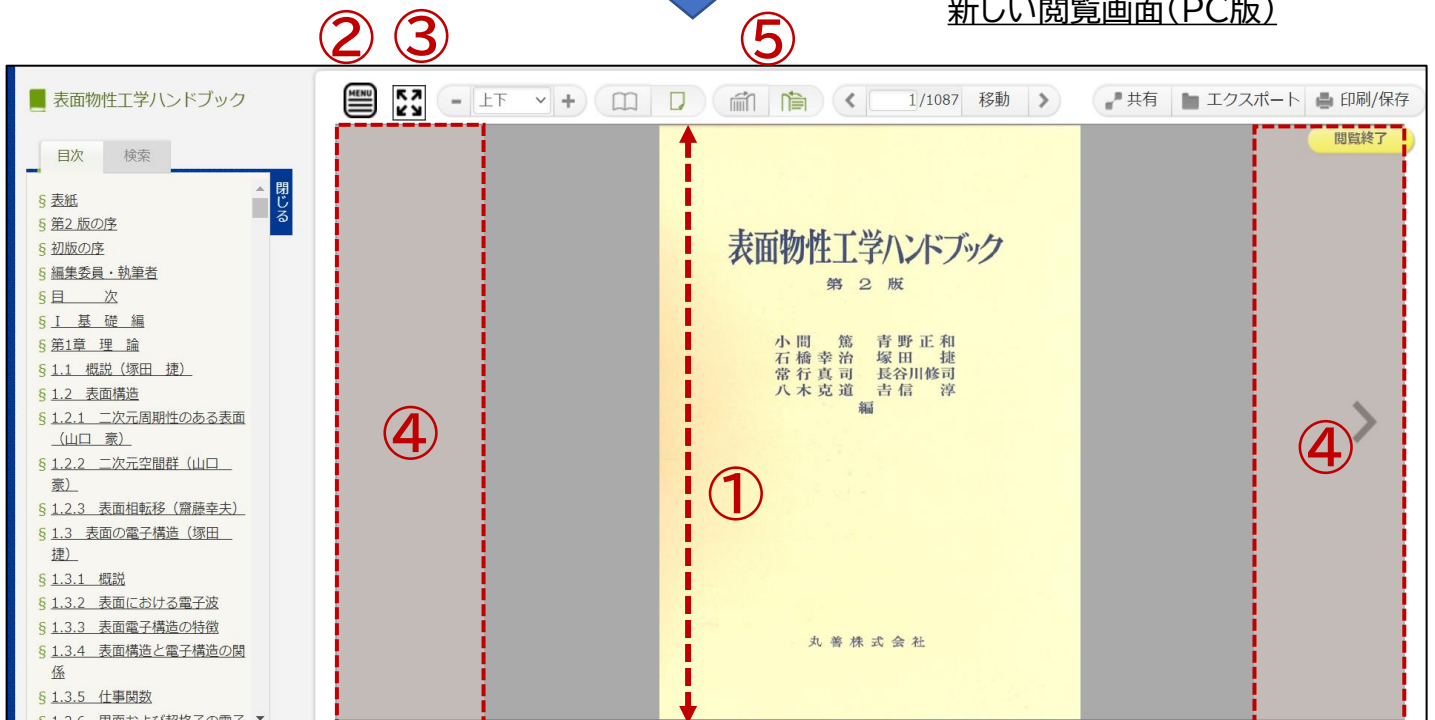 新しい閲覧画面(PC版)
② ③ ⑤
表面物性工学ハンドブック
MENU
- 上下 +
1/1087 移動
共有 エクスポート 印刷/保存
閲覧終了
目次 検索
閉じる
§ 表紙
§ 第2 版の序
§ 初版の序
§ 編集委員・執筆者
§ 目 次
§ I 基 礎 編
§ 第1章 理 論
§ 1.1 概説（塚田 捷）
§ 1.2 表面構造
§ 1.2.1 二次元周期性のある表面
（山口 豪）
§ 1.2.2 二次元空間群（山口
豪）
§ 1.2.3 表面相転移（齋藤幸夫）
§ 1.3 表面の電子構造（塚田
捷）
§ 1.3.1 概説
§ 1.3.2 表面における電子波
§ 1.3.3 表面電子構造の特徴
§ 1.3.4 表面構造と電子構造の関
係
§ 1.3.5 仕事関数
④
表面物性工学ハンドブック
第 2 版
小間 篤 青野正和
石橋幸治 塚田 捷
常行真司 長谷川修司
八木克道 吉信 淳
編
①
丸善株式会社
④